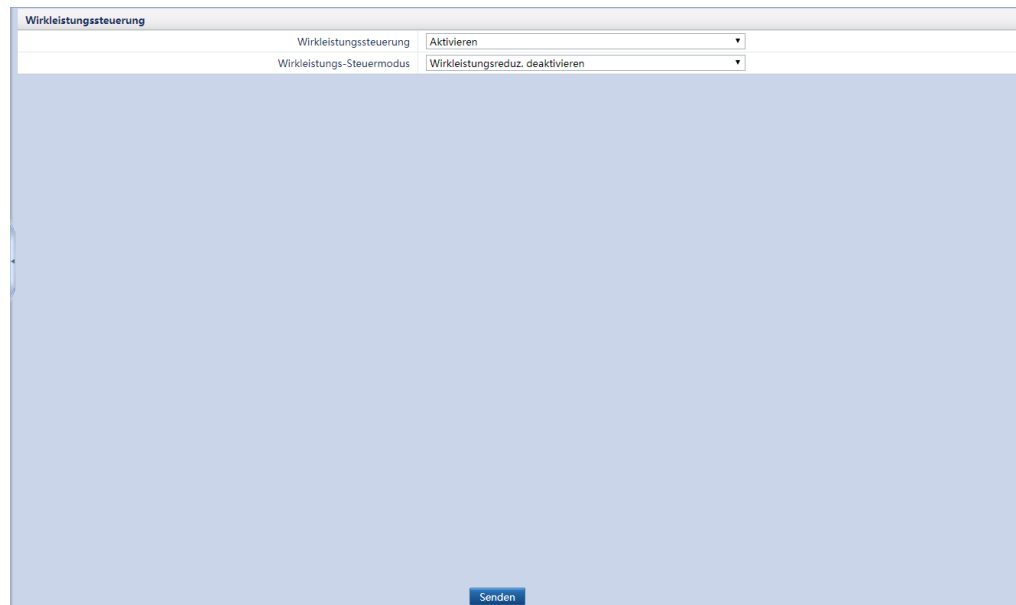 Wirkleistungssteuerung
Wirkleistungssteuerung Aktivieren
Wirkleistungs-Steuermodus Wirkleistungsreduz. deaktivieren
Senden